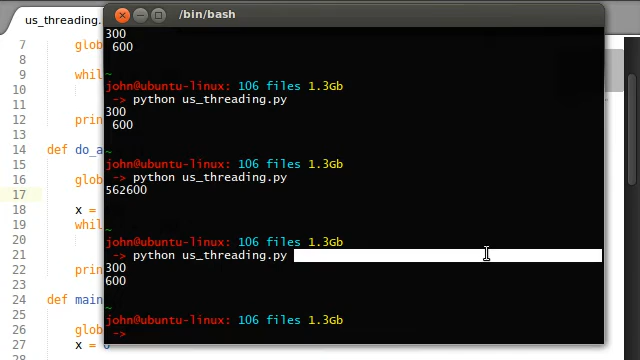 us_threading.
/bin/bash
7 glob
8
9 whil
10
11
12 prin
13
14 def do_a
15
16 glob
17
18 x =
19 whil
20
21
22 prin
23
24 def main
25
26 glob
27 x = 0
300
600
~
john@ubuntu-linux: 106 files 1.3Gb
-> python us_threading.py
300
600
~
john@ubuntu-linux: 106 files 1.3Gb
-> python us_threading.py
562600
~
john@ubuntu-linux: 106 files 1.3Gb
-> python us_threading.py
300
600
~
john@ubuntu-linux: 106 files 1.3Gb
->